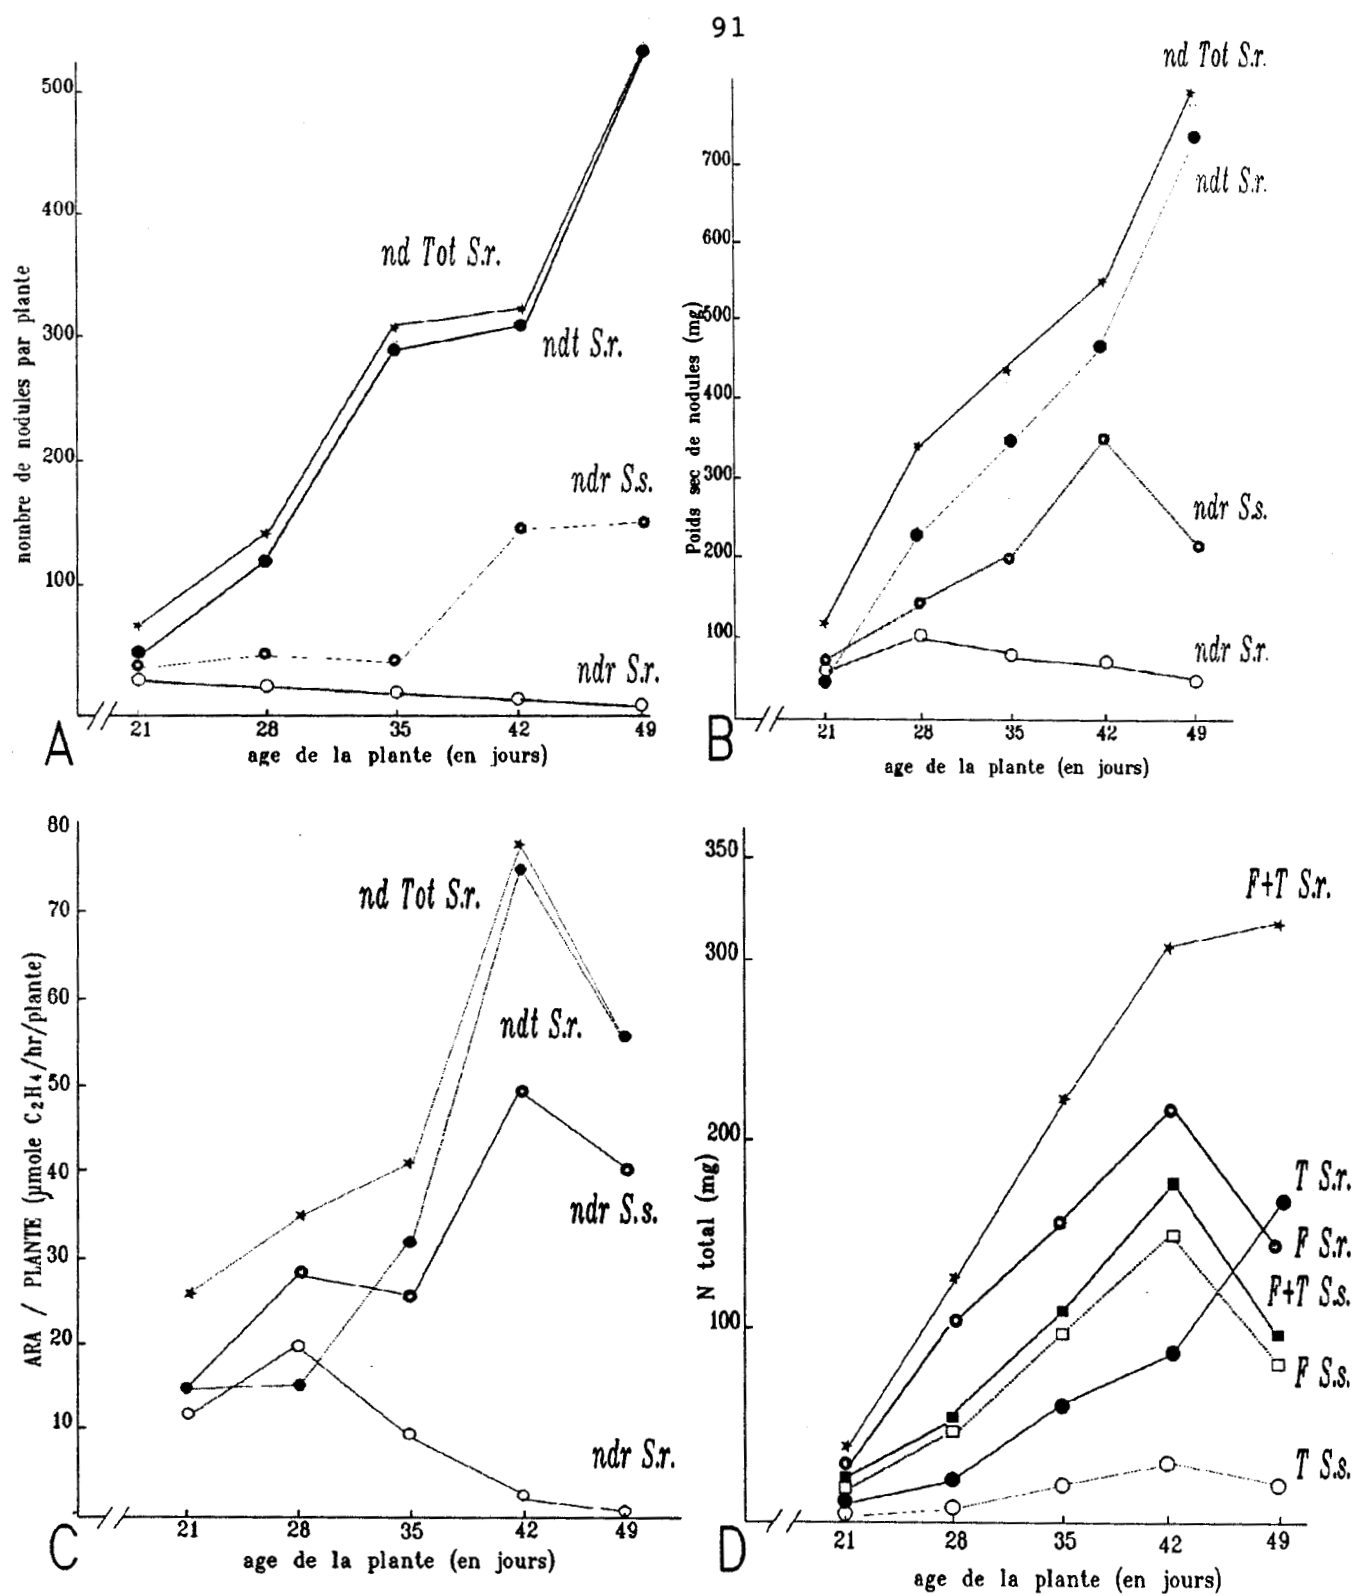 91
500
400
300
200
100
nombre de nodules par plante
nd Tot S.r.
ndt S.r.
ndr S.s.
ndr S.r.
21 28 35 42 49
A
age de la plante (en jours)
nd Tot S.r.
ndt S.r.
700
600
500
400
300
200
100
Poids sec de nodules (mg)
ndr S.s.
ndr S.r.
21 28 35 42 49
B
age de la plante (en jours)
80
70
60
50
40
30
20
10
ARA / PLANTE (µmole C₂H₄/hr/plante)
nd Tot S.r.
ndt S.r.
ndr S.s.
ndr S.r.
21 28 35 42 49
C
age de la plante (en jours)
350
300
200
100
N total (mg)
F+T S.r.
T S.r.
F S.r.
F+T S.s.
F S.s.
T S.s.
21 28 35 42 49
D
age de la plante (en jours)